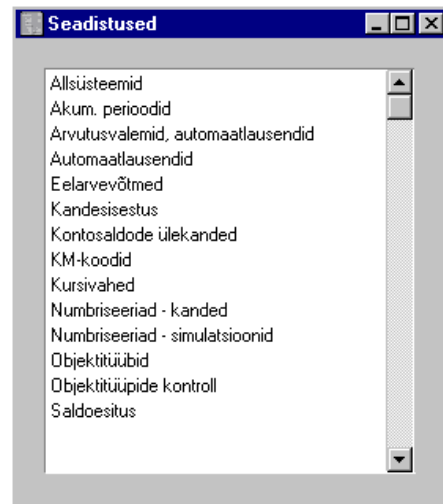 Seadistused
Allsüsteemid
Akum. perioodid
Arvutusvalemid, automaatlausendid
Automaatlausendid
Eelarvevõtmed
Kandesisestus
Kontosaldode ülekanded
KM-koodid
Kursivahed
Numbriseeriad - kanded
Numbriseeriad - simulatsioonid
Objektitüübid
Objektitüüpide kontroll
Saldoesitus